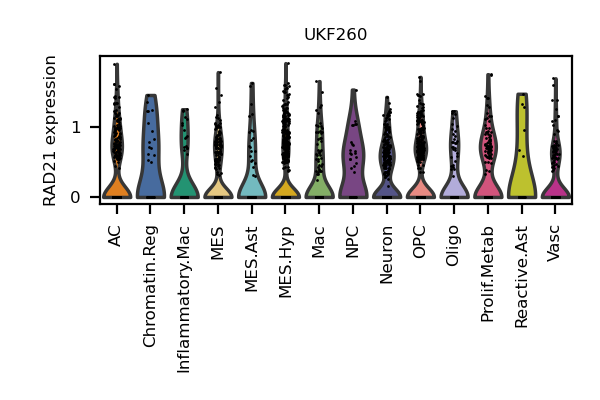 UKF260
RAD21 expression
1
0
AC
Chromatin.Reg
Inflammatory.Mac
MES
MES.Ast
MES.Hyp
Mac
NPC
Neuron
OPC
Oligo
Prolif.Metab
Reactive.Ast
Vasc